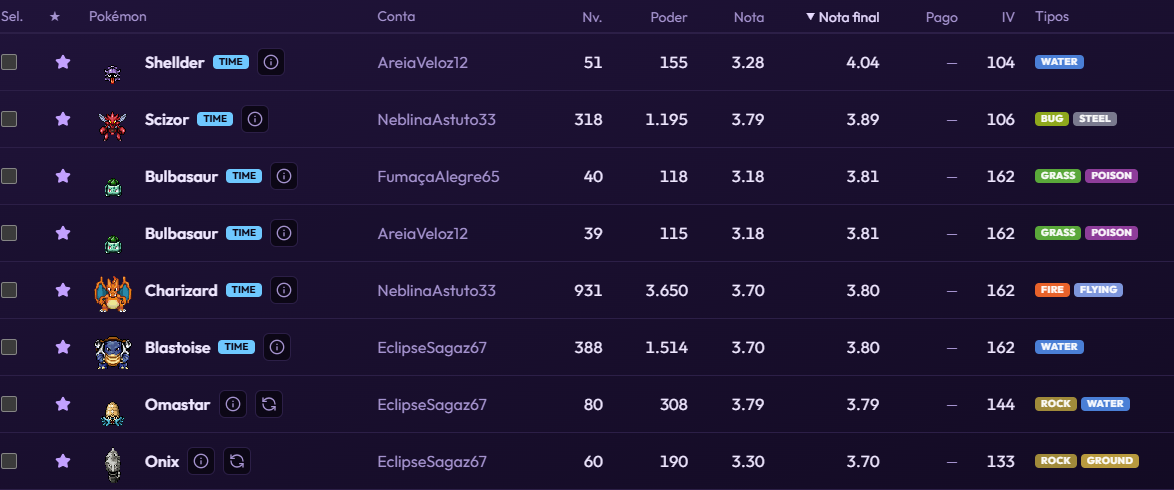 Sel. ★ Pokémon Conta Nv. Poder Nota ▼ Nota final Pago IV Tipos
Shellder TIME AreiaVeloz12 51 155 3.28 4.04 — 104 WATER
Scizor TIME NeblinaAstuto33 318 1.195 3.79 3.89 — 106 BUG STEEL
Bulbasaur TIME FumaçaAlegre65 40 118 3.18 3.81 — 162 GRASS POISON
Bulbasaur TIME AreiaVeloz12 39 115 3.18 3.81 — 162 GRASS POISON
Charizard TIME NeblinaAstuto33 931 3.650 3.70 3.80 — 162 FIRE FLYING
Blastoise TIME EclipseSagaz67 388 1.514 3.70 3.80 — 162 WATER
Omastar EclipseSagaz67 80 308 3.79 3.79 — 144 ROCK WATER
Onix EclipseSagaz67 60 190 3.30 3.70 — 133 ROCK GROUND